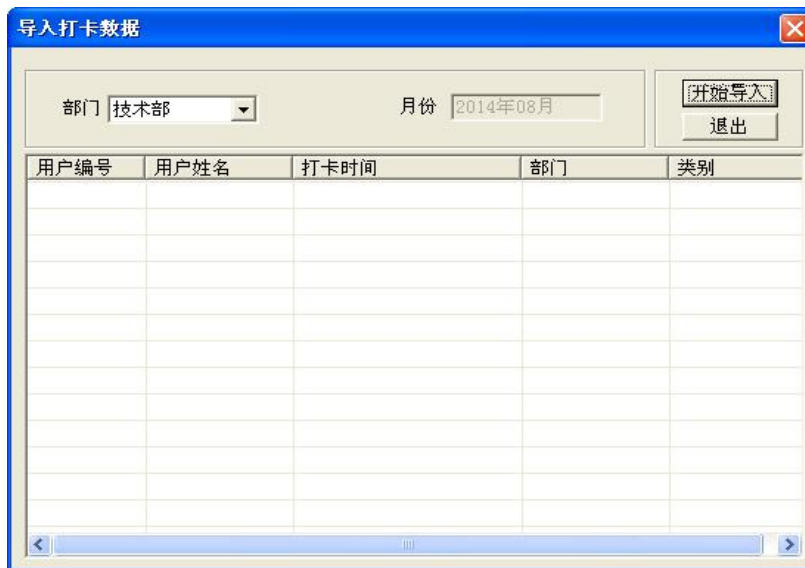 导入打卡数据
部门 技术部 月份 2014年08月 开始导入
退出
用户编号 用户姓名 打卡时间 部门 类别